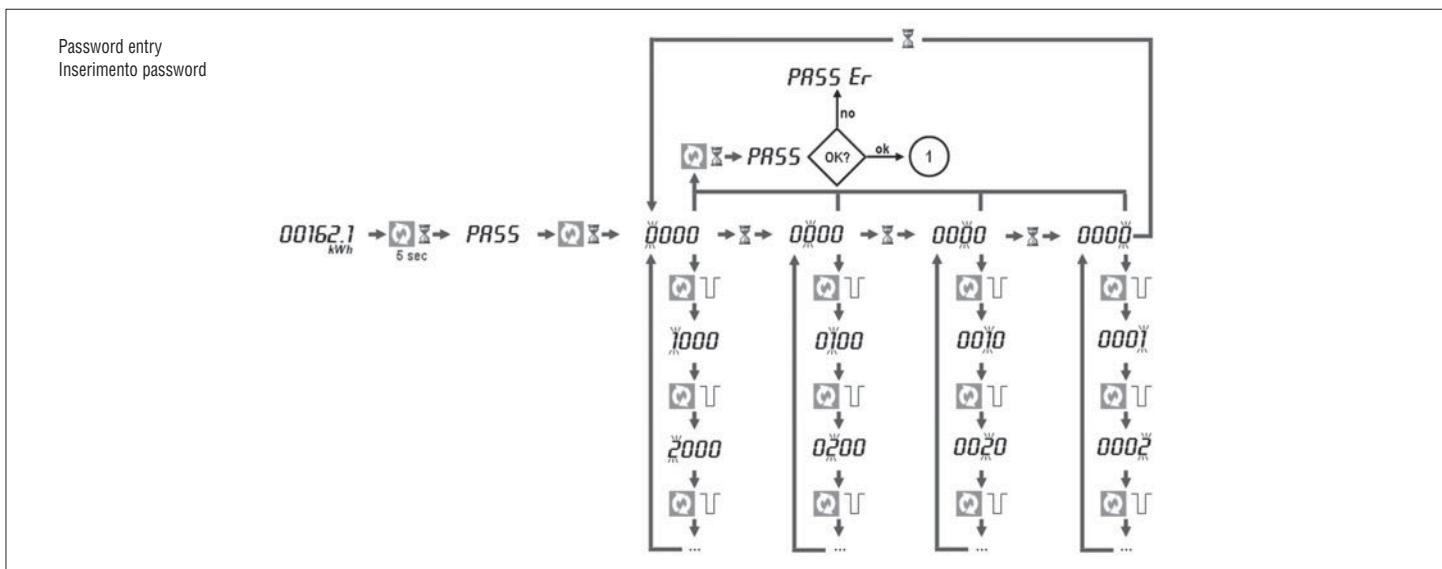 Password entry
Inserimento password
PASS Er
no
PASS OK? ok 1
00162.1 kWh 5 sec PASS 0000 0000 0000 0000
1000 0100 0010 0001
2000 0200 0020 0002
... ... ... ...